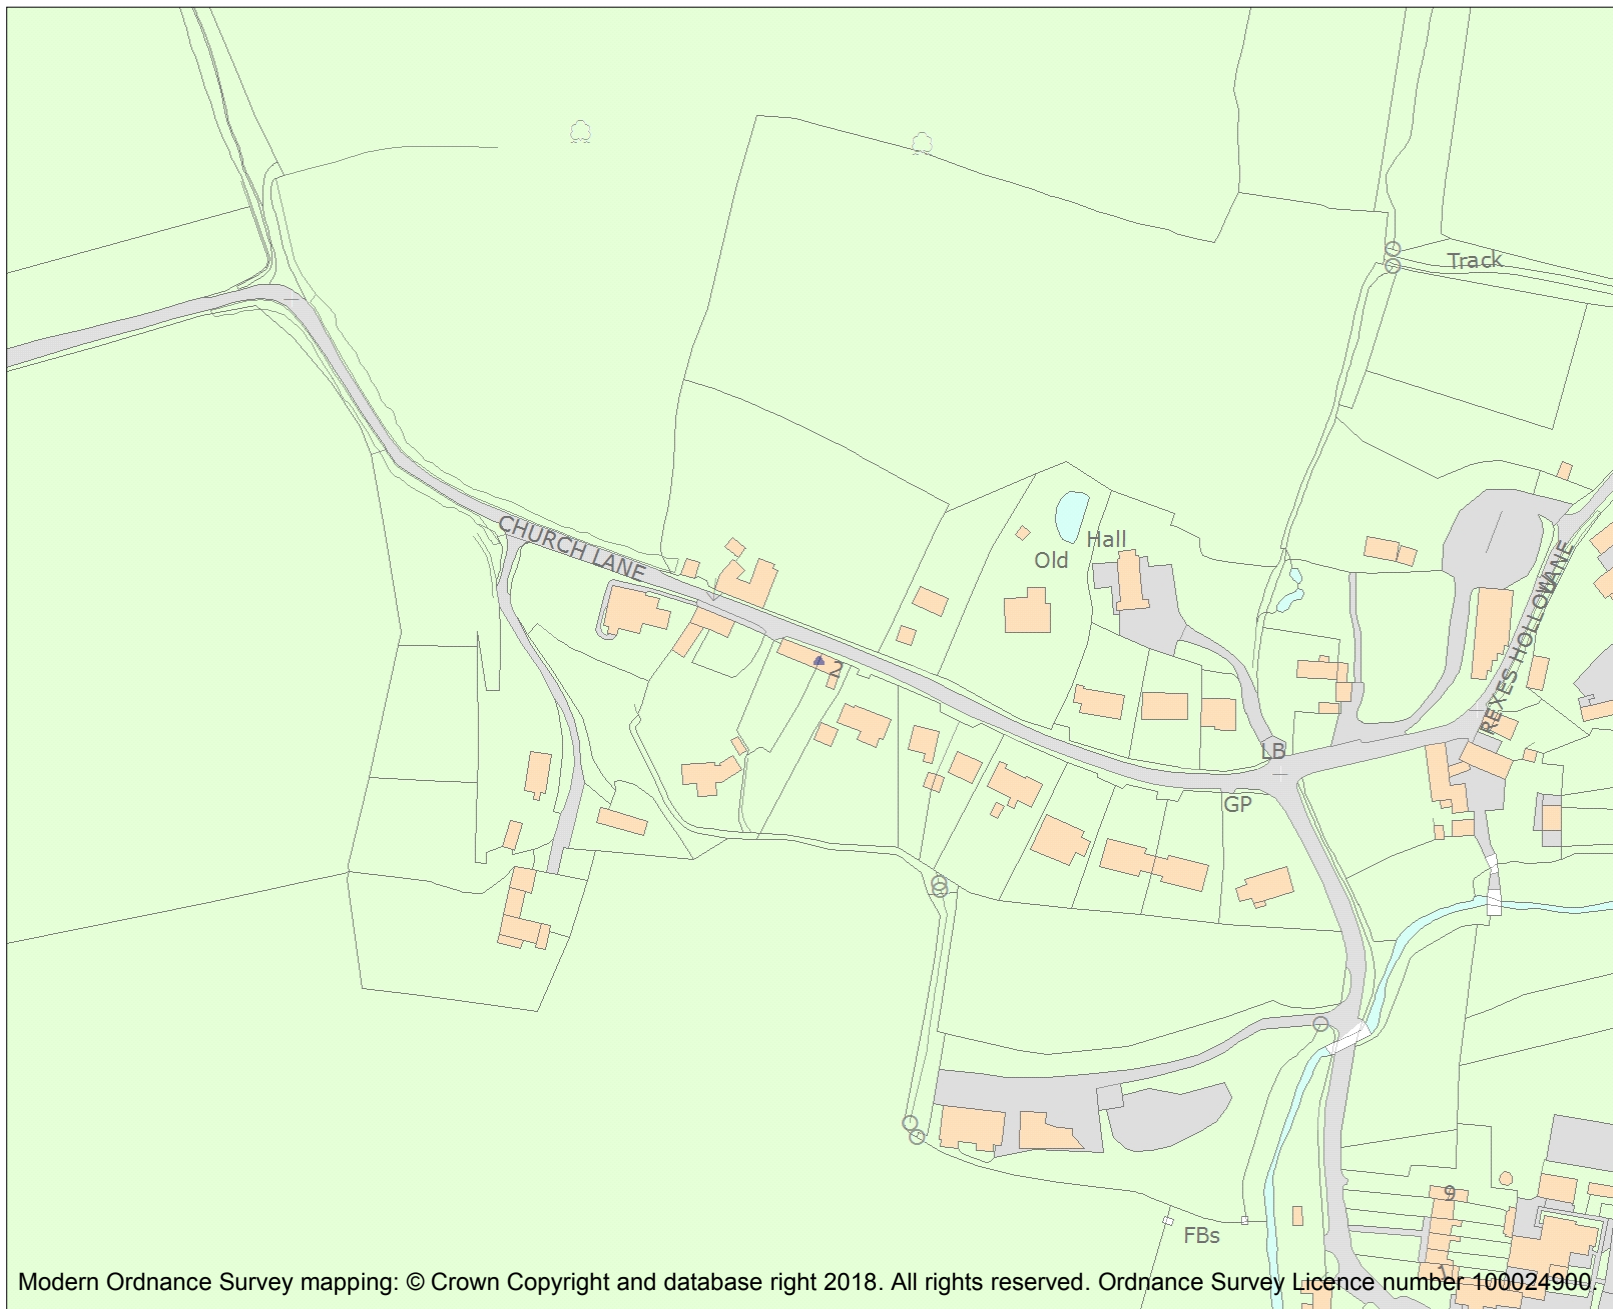 Track
CHURCH LANE
Hall
Old
REXES HOLLOW LANE
2
LB
GP
9
FBs
1
Modern Ordnance Survey mapping: © Crown Copyright and database right 2018. All rights reserved. Ordnance Survey Licence number 100024900.